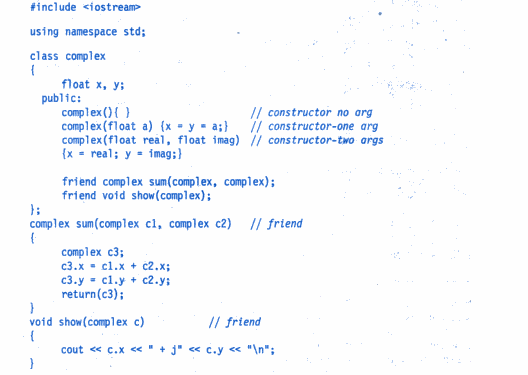 #include <iostream>
using namespace std;
class complex
{
float x, y;
public:
complex(){ } // constructor no arg
complex(float a) {x = y = a;} // constructor-one arg
complex(float real, float imag) // constructor-two args
{x = real; y = imag;}
friend complex sum(complex, complex);
friend void show(complex);
};
complex sum(complex c1, complex c2) // friend
{
complex c3;
c3.x = c1.x + c2.x;
c3.y = c1.y + c2.y;
return(c3);
}
void show(complex c) // friend
{
cout << c.x << " + j" << c.y << "\n";
}